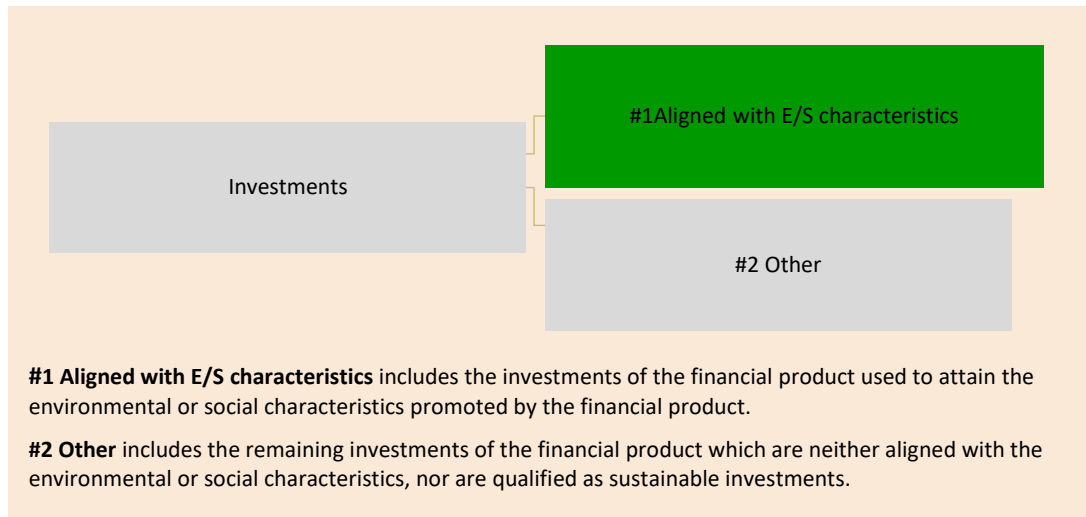 #1Aligned with E/S characteristics
Investments
#2 Other
#1 Aligned with E/S characteristics includes the investments of the financial product used to attain the
environmental or social characteristics promoted by the financial product.
#2 Other includes the remaining investments of the financial product which are neither aligned with the
environmental or social characteristics, nor are qualified as sustainable investments.